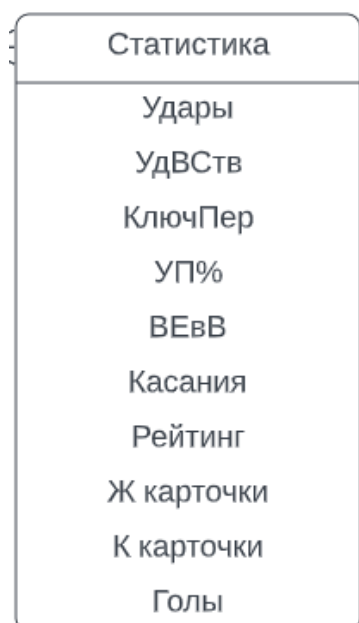 Статистика
Удары
УдВСтв
КлючПер
УП%
ВЕвВ
Касания
Рейтинг
Ж карточки
К карточки
Голы